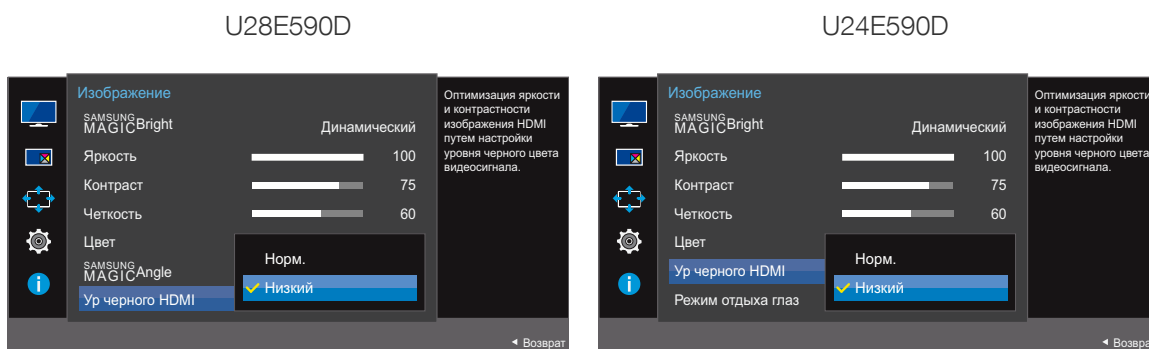 U28E590D
Изображение
SAMSUNG
MAGICBright
Динамический
Яркость
100
Контраст
75
Четкость
60
Цвет
SAMSUNG
MAGICAngle
Ур черного HDMI
Норм.
Низкий
Оптимизация яркости
и контрастности
изображения HDMI
путем настройки
уровня черного цвета
видеосигнала.
Возврат
U24E590D
Изображение
SAMSUNG
MAGICBright
Динамический
Яркость
100
Контраст
75
Четкость
60
Цвет
Ур черного HDMI
Режим отдыха глаз
Норм.
Низкий
Оптимизация яркости
и контрастности
изображения HDMI
путем настройки
уровня черного цвета
видеосигнала.
Возврат